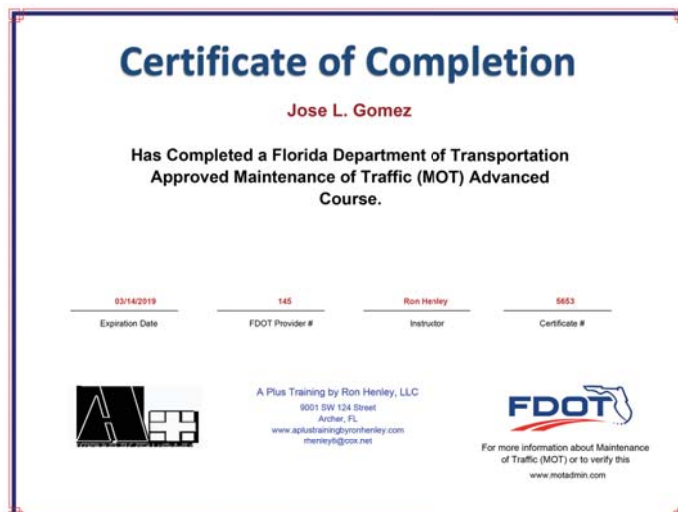 Certificate of Completion
Jose L. Gomez
Has Completed a Florida Department of Transportation
Approved Maintenance of Traffic (MOT) Advanced
Course.
03/14/2019
145
Ron Henley
5653
Expiration Date
FDOT Provider #
Instructor
Certificate #
A Plus Training by Ron Henley, LLC
9001 SW 124 Street
Archer, FL
www.aplustrainingbyronhenley.com
rhenley6@cox.net
FDOT
For more information about Maintenance
of Traffic (MOT) or to verify this
www.motadmin.com